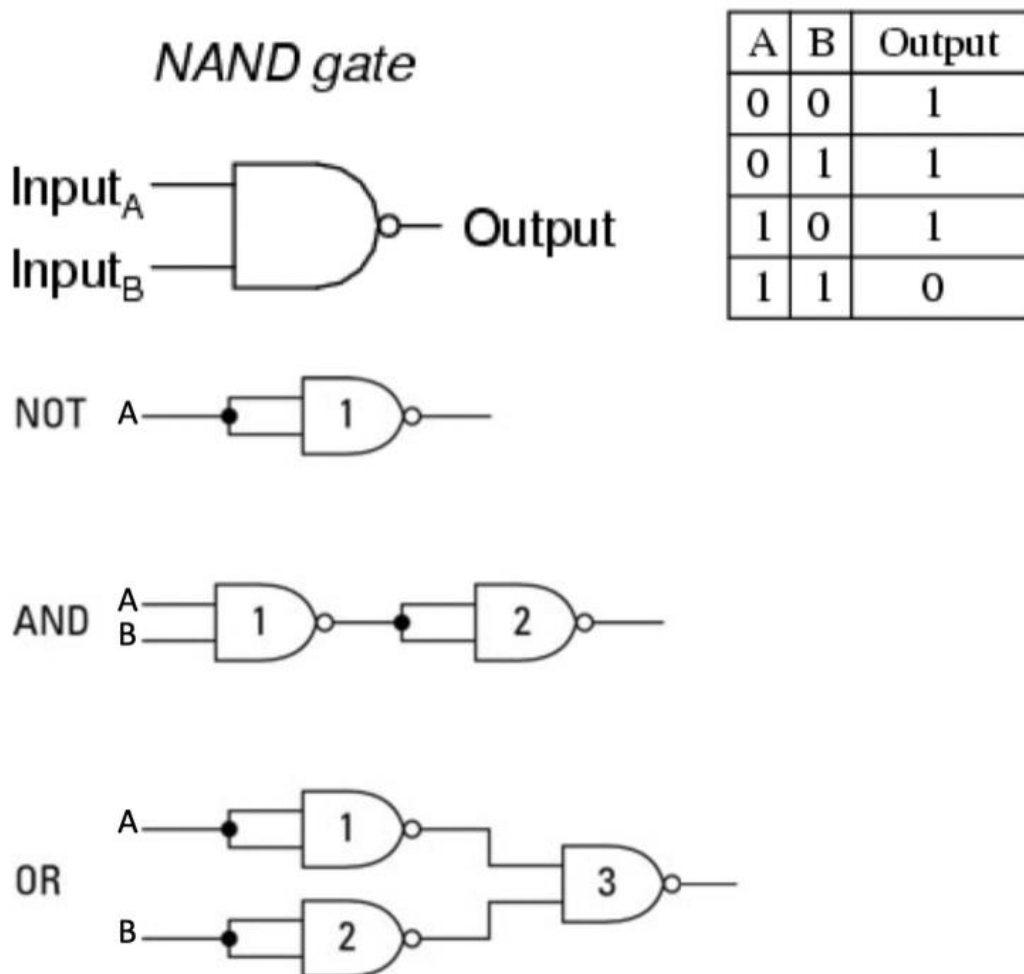 NAND gate
A B Output
0 0 1
0 1 1
1 0 1
1 1 0
Input_A
Input_B
Output
NOT A 1
AND A B 1 2
OR A 1 B 2 3